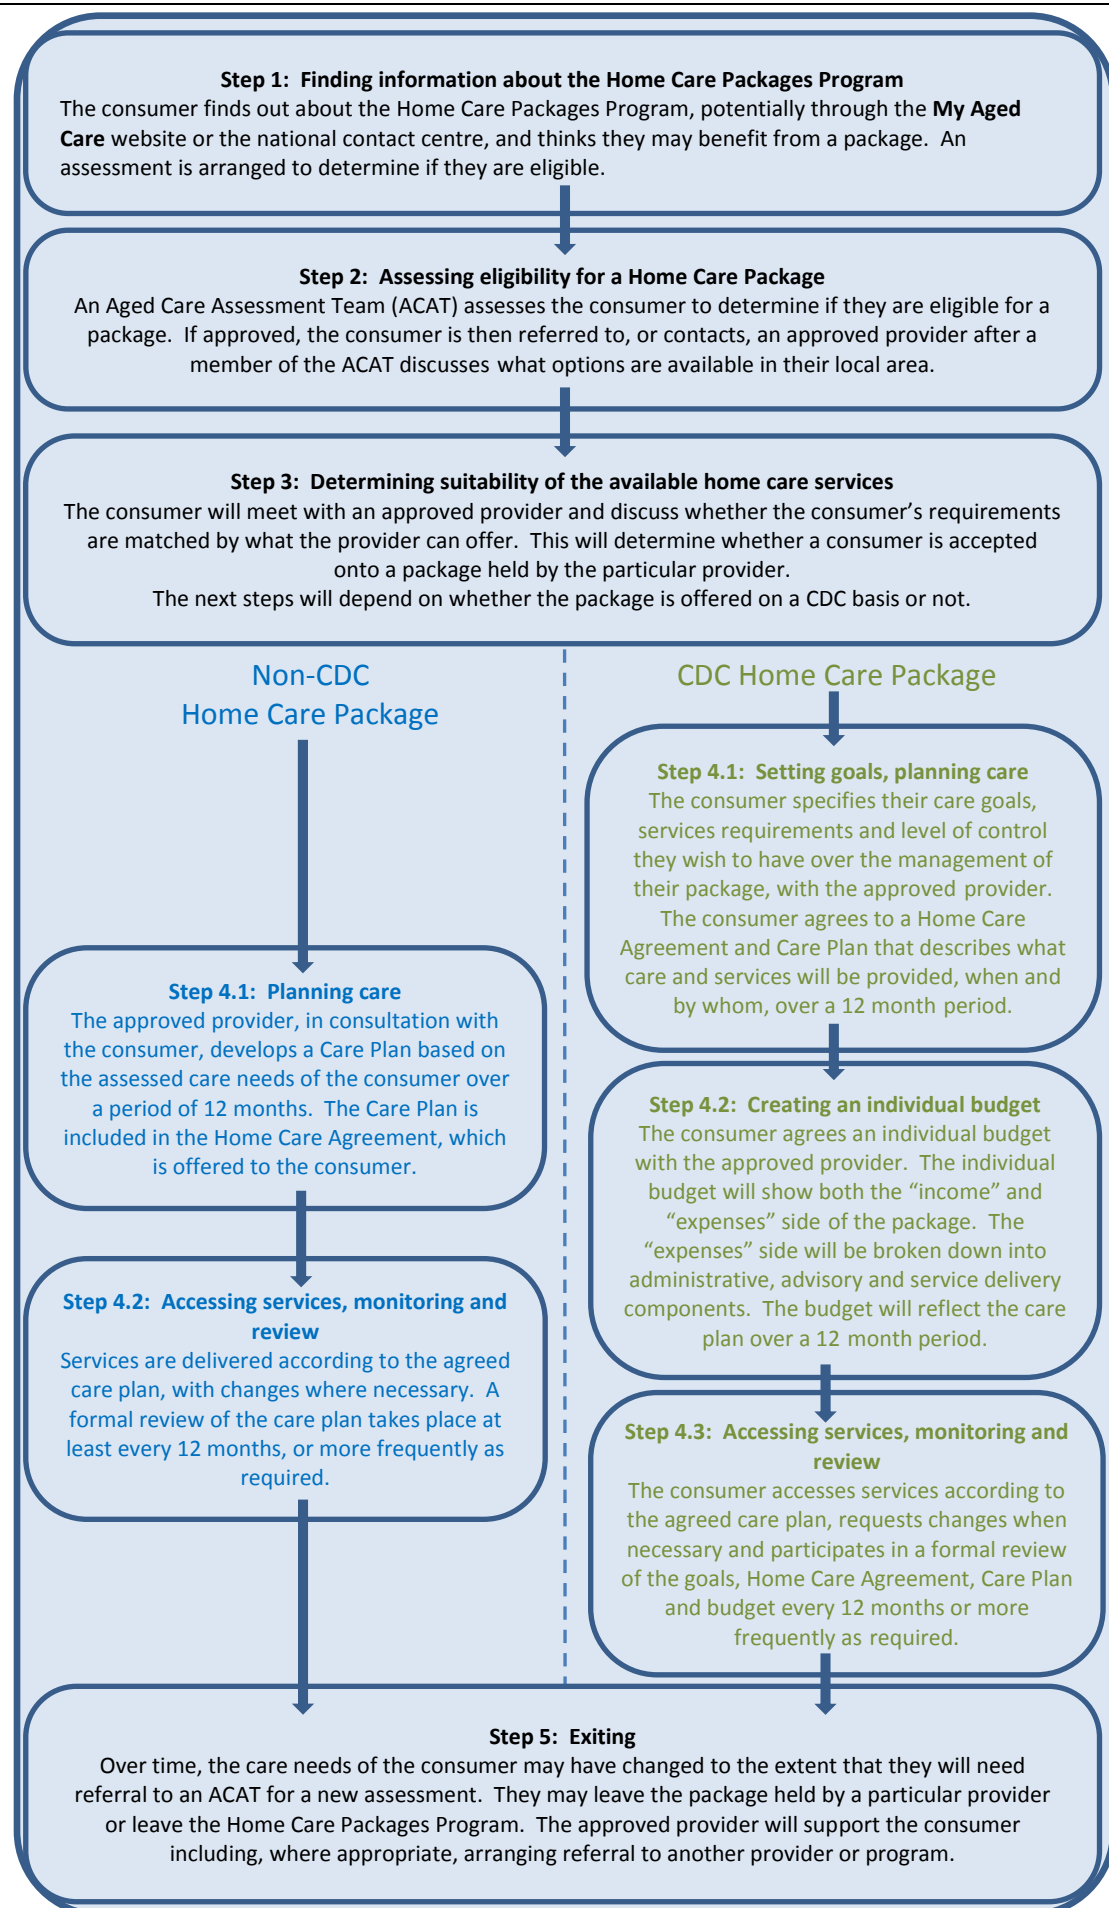 Step 1: Finding information about the Home Care Packages Program
The consumer finds out about the Home Care Packages Program, potentially through the My Aged
Care website or the national contact centre, and thinks they may benefit from a package. An
assessment is arranged to determine if they are eligible.
Step 2: Assessing eligibility for a Home Care Package
An Aged Care Assessment Team (ACAT) assesses the consumer to determine if they are eligible for a
package. If approved, the consumer is then referred to, or contacts, an approved provider after a
member of the ACAT discusses what options are available in their local area.
Step 3: Determining suitability of the available home care services
The consumer will meet with an approved provider and discuss whether the consumer’s requirements
are matched by what the provider can offer. This will determine whether a consumer is accepted
onto a package held by the particular provider.
The next steps will depend on whether the package is offered on a CDC basis or not.
Non-CDC
Home Care Package
Step 4.1: Planning care
The approved provider, in consultation with
the consumer, develops a Care Plan based on
the assessed care needs of the consumer over
a period of 12 months. The Care Plan is
included in the Home Care Agreement, which
is offered to the consumer.
Step 4.2: Accessing services, monitoring and
review
Services are delivered according to the agreed
care plan, with changes where necessary. A
formal review of the care plan takes place at
least every 12 months, or more frequently as
required.
CDC Home Care Package
Step 4.1: Setting goals, planning care
The consumer specifies their care goals,
services requirements and level of control
they wish to have over the management of
their package, with the approved provider.
The consumer agrees to a Home Care
Agreement and Care Plan that describes what
care and services will be provided, when and
by whom, over a 12 month period.
Step 4.2: Creating an individual budget
The consumer agrees an individual budget
with the approved provider. The individual
budget will show both the “income” and
“expenses” side of the package. The
“expenses” side will be broken down into
administrative, advisory and service delivery
components. The budget will reflect the care
plan over a 12 month period.
Step 4.3: Accessing services, monitoring and
review
The consumer accesses services according to
the agreed care plan, requests changes when
necessary and participates in a formal review
of the goals, Home Care Agreement, Care Plan
and budget every 12 months or more
frequently as required.
Step 5: Exiting
Over time, the care needs of the consumer may have changed to the extent that they will need
referral to an ACAT for a new assessment. They may leave the package held by a particular provider
or leave the Home Care Packages Program. The approved provider will support the consumer
including, where appropriate, arranging referral to another provider or program.